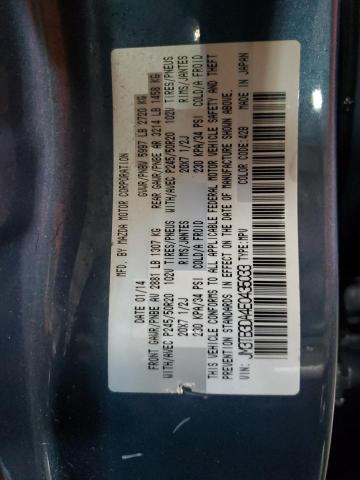 MFD. BY MAZDA MOTOR CORPORATION
DATE 01/14
GVWR/PNBV 5997 LB 2720 KG
FRONT GAWR/PNBE AV 2881 LB 1307 KG
REAR GAWR/PNBE AR 3214 LB 1458 KG
WITH/AVEC P245/50R20 102V TIRES/PNEUS
WITH/AVEC P245/50R20 102V TIRES/PNEUS
20X7 1/2J RIMS/JANTES
20X7 1/2J RIMS/JANTES
230 KPA/34 PSI COLD/A FROID
230 KPA/34 PSI COLD/A FROID
THIS VEHICLE CONFORMS TO ALL APPLICABLE FEDERAL MOTOR VEHICLE SAFETY AND THEFT
PREVENTION STANDARDS IN EFFECT ON THE DATE OF MANUFACTURE SHOWN ABOVE.
VIN: TYPE: MPV COLOR CODE: 42B MADE IN JAPAN